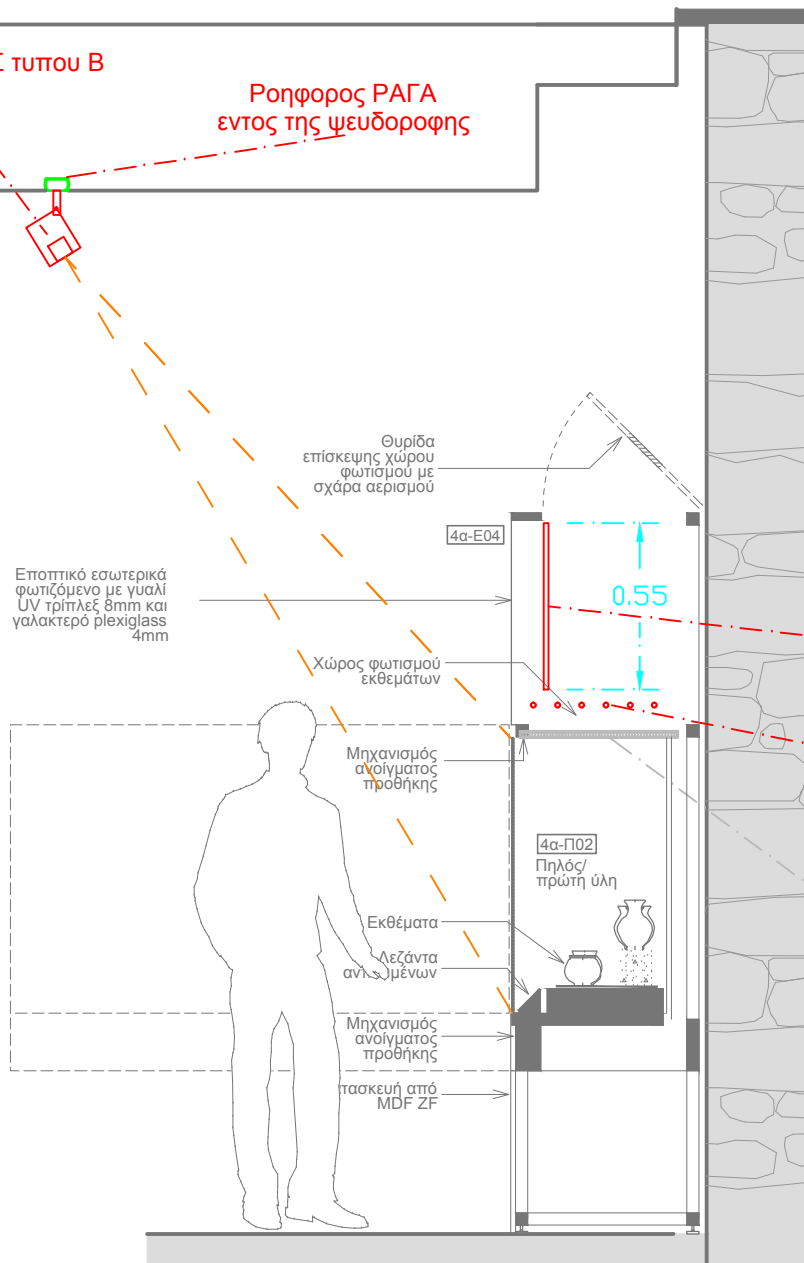 τυπου Β
Ροηφορος ΡΑΓΑ
εντος της ψευδοροφης
Θυρίδα
επίσκεψης χώρου
φωτισμού με
σχάρα αερισμού
4α-Ε04
Εποπτικό εσωτερικά
φωτιζόμενο με γυαλί
UV τρίπλεξ 8mm και
γαλακτερό plexiglass
4mm
0.55
Χώρος φωτισμού
εκθεμάτων
Μηχανισμός
ανοίγματος
προθήκης
4α-Π02
Πηλός/
πρώτη ύλη
Εκθέματα
Λεζάντα
Μηχανισμός
ανοίγματος
προθήκης
τασκευή από
MDF ZF